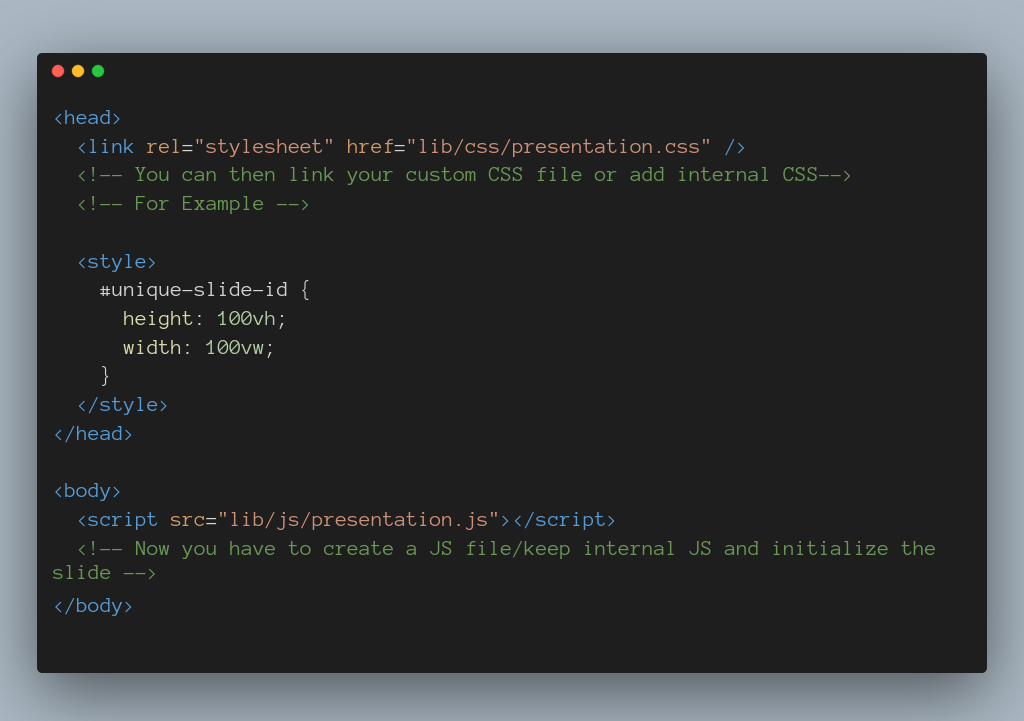 <head>
  <link rel="stylesheet" href="lib/css/presentation.css" />
  <!-- You can then link your custom CSS file or add internal CSS-->
  <!-- For Example -->

  <style>
    #unique-slide-id {
      height: 100vh;
      width: 100vw;
    }
  </style>
</head>

<body>
  <script src="lib/js/presentation.js"></script>
  <!-- Now you have to create a JS file/keep internal JS and initialize the
slide -->
</body>